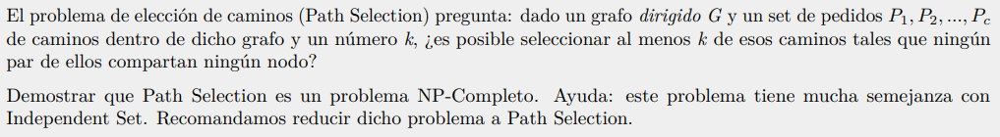 El problema de elección de caminos (Path Selection) pregunta: dado un grafo dirigido G y un set de pedidos P₁, P₂, ..., P꜀
de caminos dentro de dicho grafo y un número k, ¿es posible seleccionar al menos k de esos caminos tales que ningún
par de ellos compartan ningún nodo?
Demostrar que Path Selection es un problema NP-Completo. Ayuda: este problema tiene mucha semejanza con
Independent Set. Recomandamos reducir dicho problema a Path Selection.